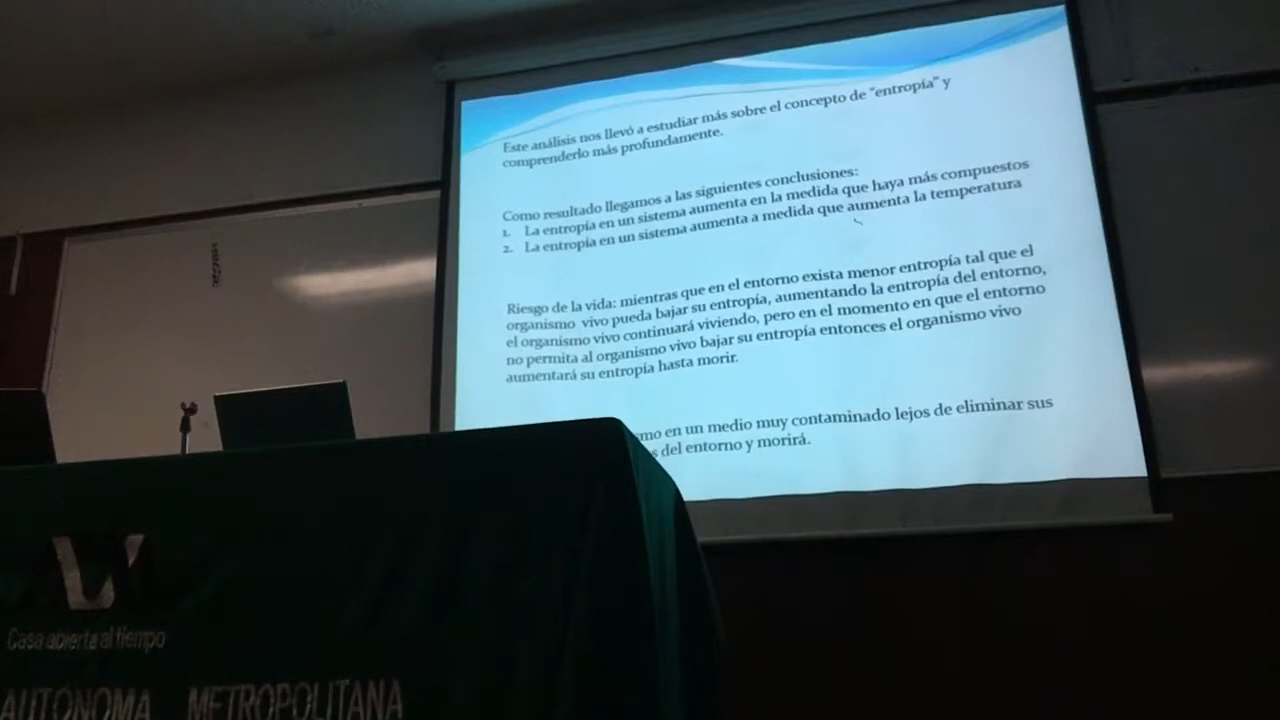 Este análisis nos llevó a estudiar más sobre el concepto de "entropía" y
comprenderlo más profundamente.
Como resultado llegamos a las siguientes conclusiones:
1. La entropía en un sistema aumenta en la medida que haya más compuestos
2. La entropía en un sistema aumenta a medida que aumenta la temperatura
Riesgo de la vida: mientras que en el entorno exista menor entropía tal que el
organismo vivo pueda bajar su entropía, aumentando la entropía del entorno,
el organismo vivo continuará viviendo, pero en el momento en que el entorno
no permita al organismo vivo bajar su entropía entonces el organismo vivo
aumentará su entropía hasta morir.
mo en un medio muy contaminado lejos de eliminar sus
s del entorno y morirá.
Casa abierta al tiempo
AUTÓNOMA METROPOLITANA